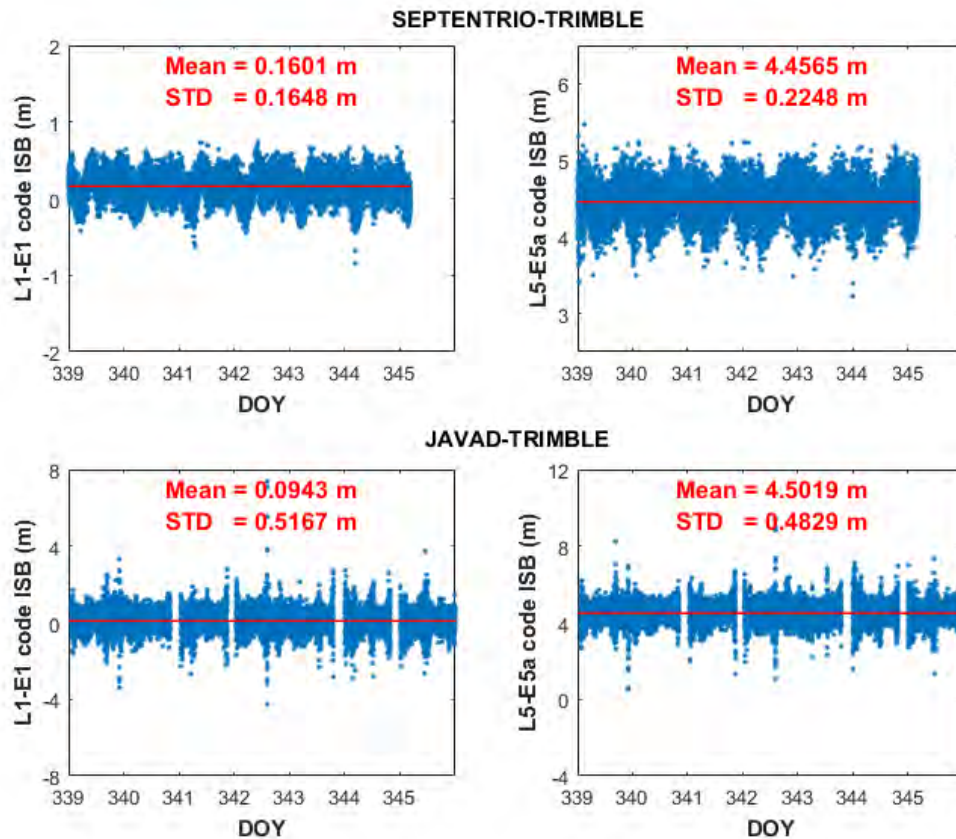 SEPTENTRIO-TRIMBLE
Mean = 0.1601 m
STD = 0.1648 m
L1-E1 code ISB (m)
2
1
0
-1
-2
339 340 341 342 343 344 345
DOY
Mean = 4.4565 m
STD = 0.2248 m
L5-E5a code ISB (m)
6
5
4
3
339 340 341 342 343 344 345
DOY
JAVAD-TRIMBLE
Mean = 0.0943 m
STD = 0.5167 m
L1-E1 code ISB (m)
8
4
0
-4
-8
339 340 341 342 343 344 345
DOY
Mean = 4.5019 m
STD = 0.4829 m
L5-E5a code ISB (m)
12
8
4
0
-4
339 340 341 342 343 344 345
DOY